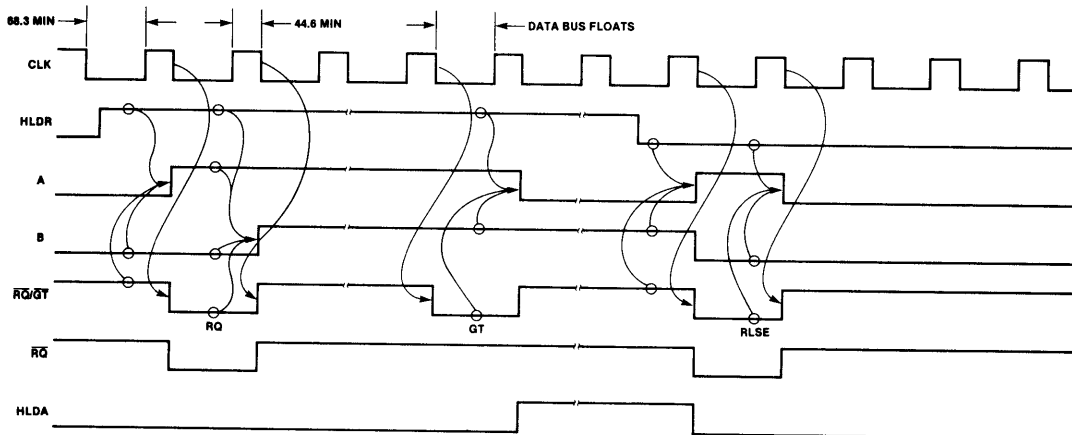 68.3 MIN
44.6 MIN
DATA BUS FLOATS
CLK
HLDR
A
B
RQ/GT
RQ
GT
RLSE
RQ
HLDA